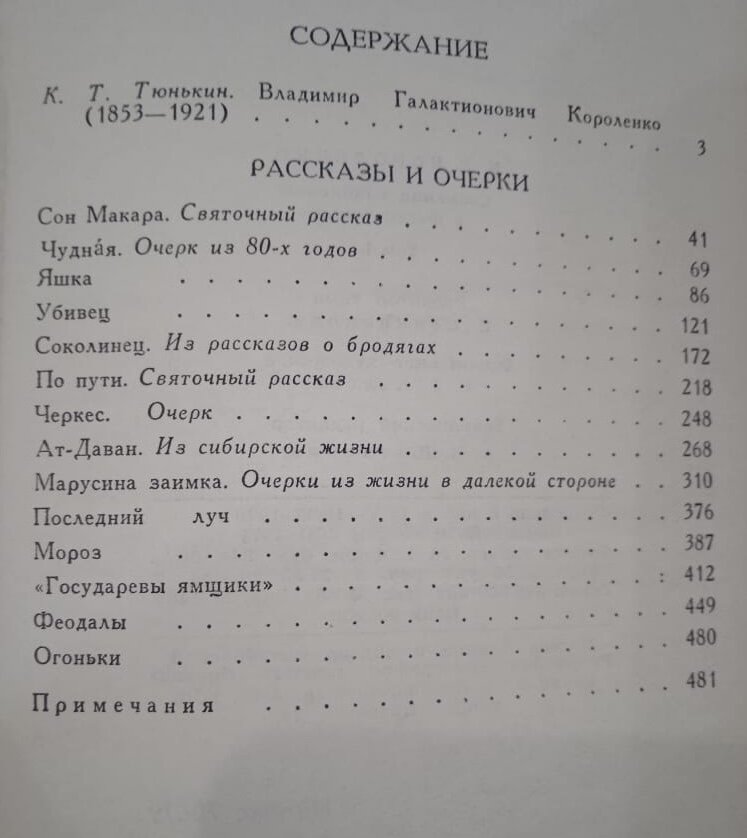 СОДЕРЖАНИЕ
К. Т. Тюнькин. Владимир Галактионович Короленко
(1853—1921) . . . . . . . . . . . . . . . 3
РАССКАЗЫ И ОЧЕРКИ
Сон Макара. Святочный рассказ . . . . . . . . . 41
Чудна́я. Очерк из 80-х годов . . . . . . . . . . 69
Яшка . . . . . . . . . . . . . . . . . 86
Убивец . . . . . . . . . . . . . . . . . 121
Соколинец. Из рассказов о бродягах . . . . . . . . 172
По пути. Святочный рассказ . . . . . . . . . . 218
Черкес. Очерк . . . . . . . . . . . . . . . 248
Ат-Даван. Из сибирской жизни . . . . . . . . . . 268
Марусина заимка. Очерки из жизни в далекой стороне . . 310
Последний луч . . . . . . . . . . . . . . 376
Мороз . . . . . . . . . . . . . . . . . 387
«Государевы ямщики» . . . . . . . . . . . . . 412
Феодалы . . . . . . . . . . . . . . . . . 449
Огоньки . . . . . . . . . . . . . . . . . 480
Примечания . . . . . . . . . . . . . . 481